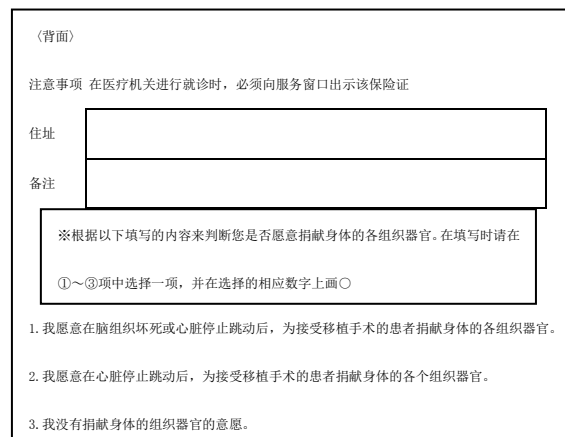 〈背面〉
注意事项 在医疗机关进行就诊时，必须向服务窗口出示该保险证
住址
备注
※根据以下填写的内容来判断您是否愿意捐献身体的各组织器官。在填写时请在
①～③项中选择一项，并在选择的相应数字上画○
1.我愿意在脑组织坏死或心脏停止跳动后，为接受移植手术的患者捐献身体的各组织器官。
2.我愿意在心脏停止跳动后，为接受移植手术的患者捐献身体的各个组织器官。
3.我没有捐献身体的组织器官的意愿。